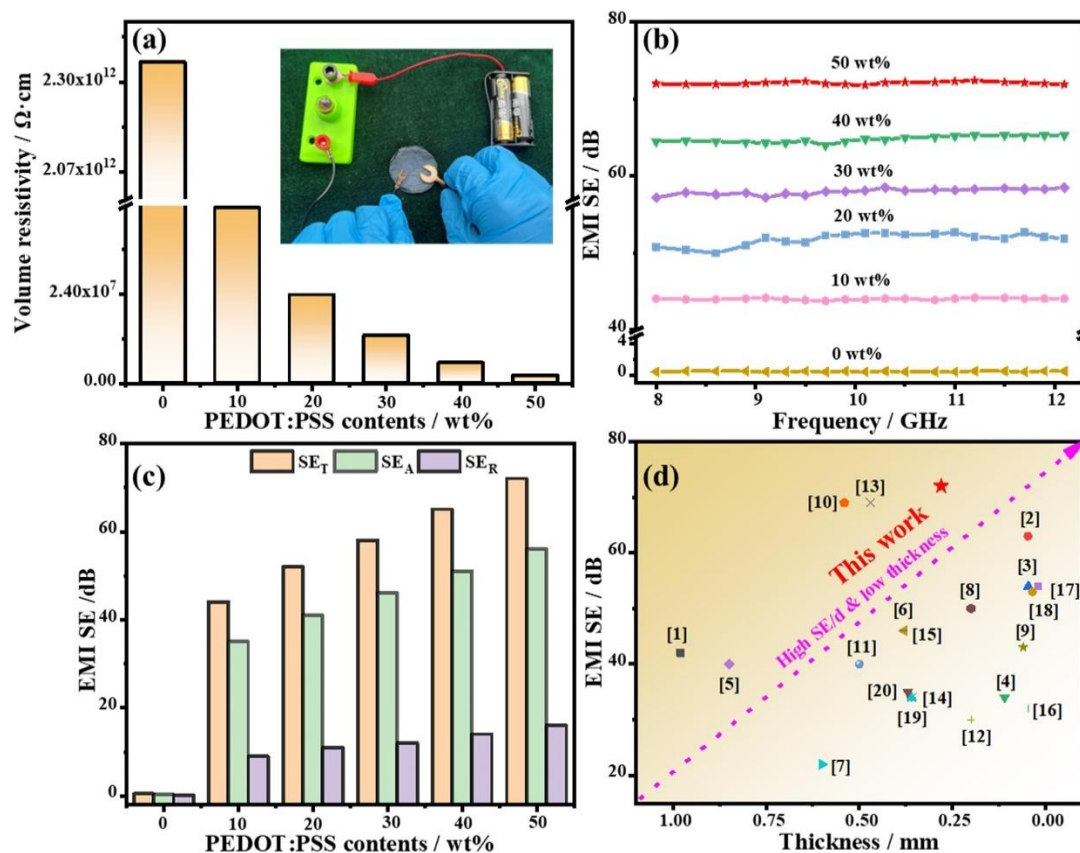 (a)
Volume resistivity / Ω·cm
2.30x10¹²
2.07x10¹²
2.40x10⁷
0.00
0 10 20 30 40 50
PEDOT:PSS contents / wt%
(b)
EMI SE / dB
80
60
40
4
0
50 wt%
40 wt%
30 wt%
20 wt%
10 wt%
0 wt%
8 9 10 11 12
Frequency / GHz
(c)
EMI SE /dB
80
60
40
20
0
SE_T SE_A SE_R
0 10 20 30 40 50
PEDOT:PSS contents / wt%
(d)
EMI SE / dB
80
60
40
20
[10] [13]
This work
High SE/d & low thickness
[2]
[3]
[17]
[18]
[8]
[6]
[15]
[9]
[1]
[5]
[11]
[20] [14]
[19]
[4]
[16]
[12]
[7]
1.00 0.75 0.50 0.25 0.00
Thickness / mm